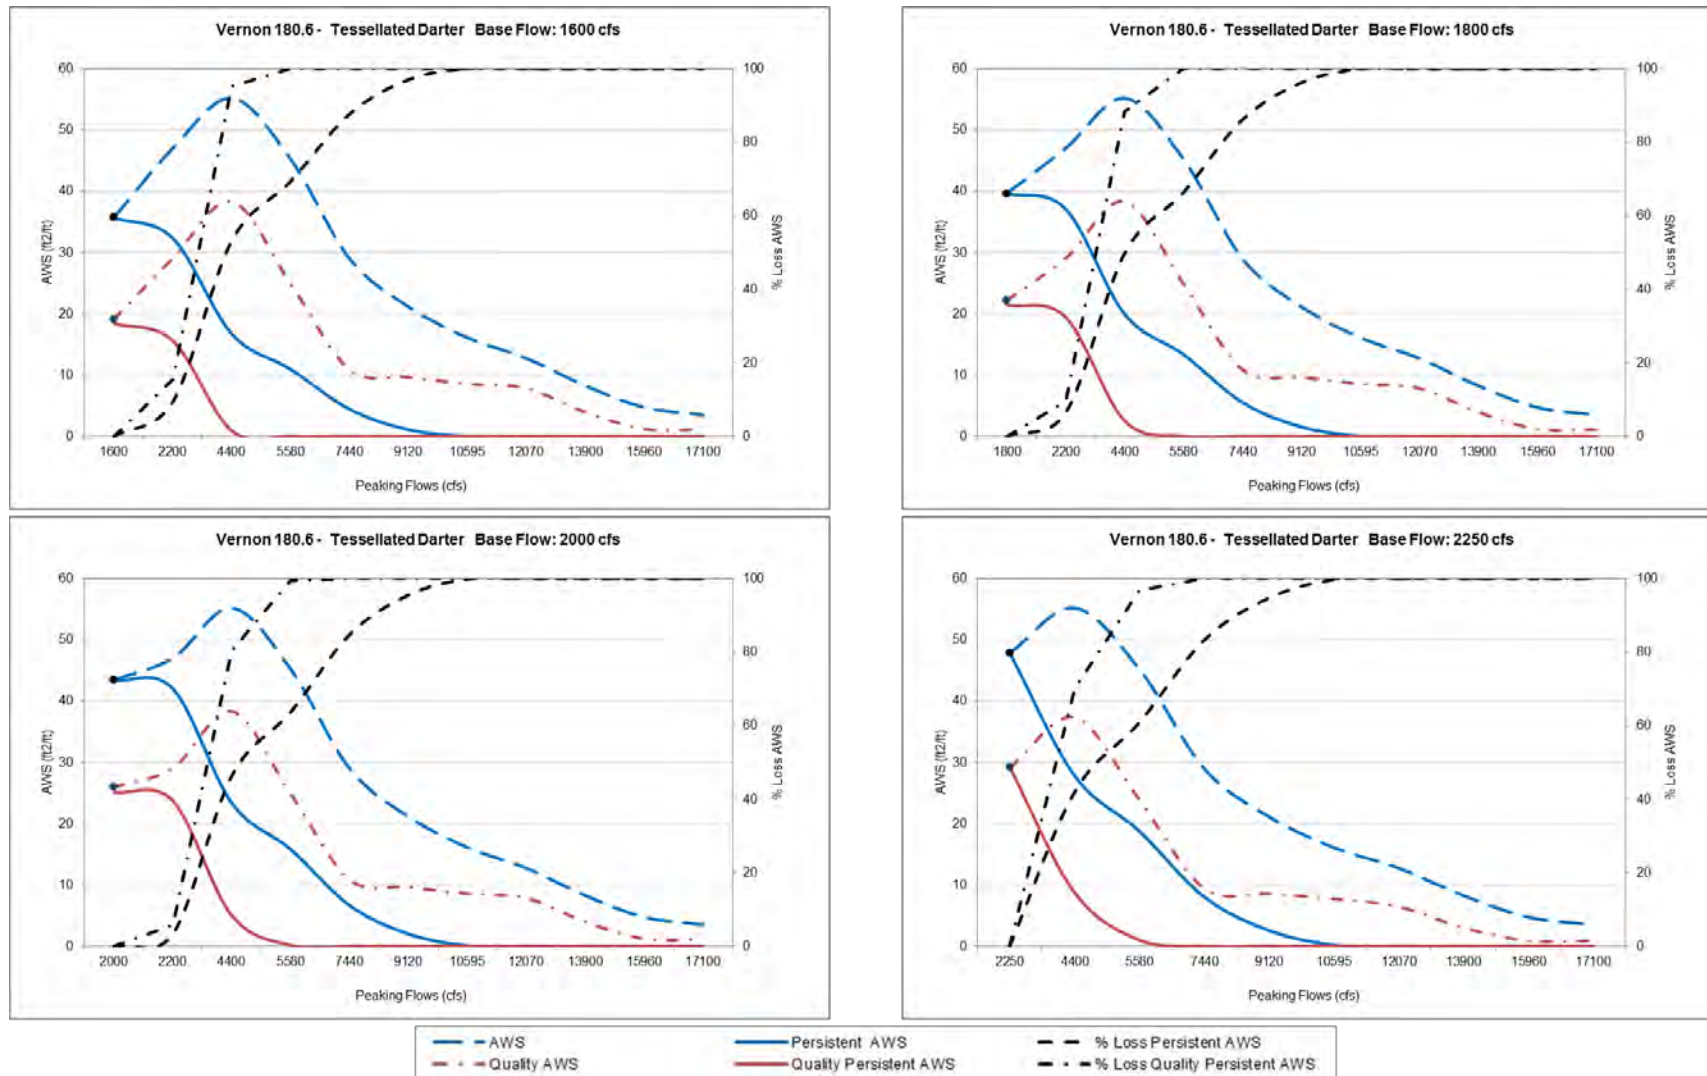 Vernon 180.6 - Tessellated Darter Base Flow: 1600 cfs
60
50
40
30
20
10
0
AWS (ft2/ft)
100
80
60
40
20
0
% Loss AWS
1600 2200 4400 5580 7440 9120 10595 12070 13900 15960 17100
Peaking Flows (cfs)
Vernon 180.6 - Tessellated Darter Base Flow: 1800 cfs
60
50
40
30
20
10
0
AWS (ft2/ft)
100
80
60
40
20
0
% Loss AWS
1800 2200 4400 5580 7440 9120 10595 12070 13900 15960 17100
Peaking Flows (cfs)
Vernon 180.6 - Tessellated Darter Base Flow: 2000 cfs
60
50
40
30
20
10
0
AWS (ft2/ft)
100
80
60
40
20
0
% Loss AWS
2000 2200 4400 5580 7440 9120 10595 12070 13900 15960 17100
Peaking Flows (cfs)
Vernon 180.6 - Tessellated Darter Base Flow: 2250 cfs
60
50
40
30
20
10
0
AWS (ft2/ft)
100
80
60
40
20
0
% Loss AWS
2250 4400 5580 7440 9120 10595 12070 13900 15960 17100
Peaking Flows (cfs)
AWS Persistent AWS % Loss Persistent AWS
Quality AWS Quality Persistent AWS % Loss Quality Persistent AWS